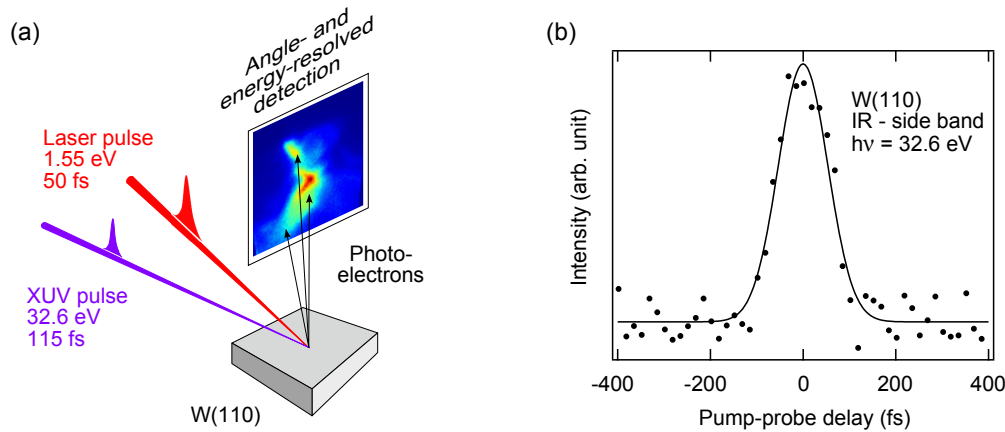 (a)
Angle- and
energy-resolved
detection
Laser pulse
1.55 eV
50 fs
Photo-
electrons
XUV pulse
32.6 eV
115 fs
W(110)
(b)
W(110)
IR - side band
hν = 32.6 eV
Intensity (arb. unit)
-400
-200
0
200
400
Pump-probe delay (fs)